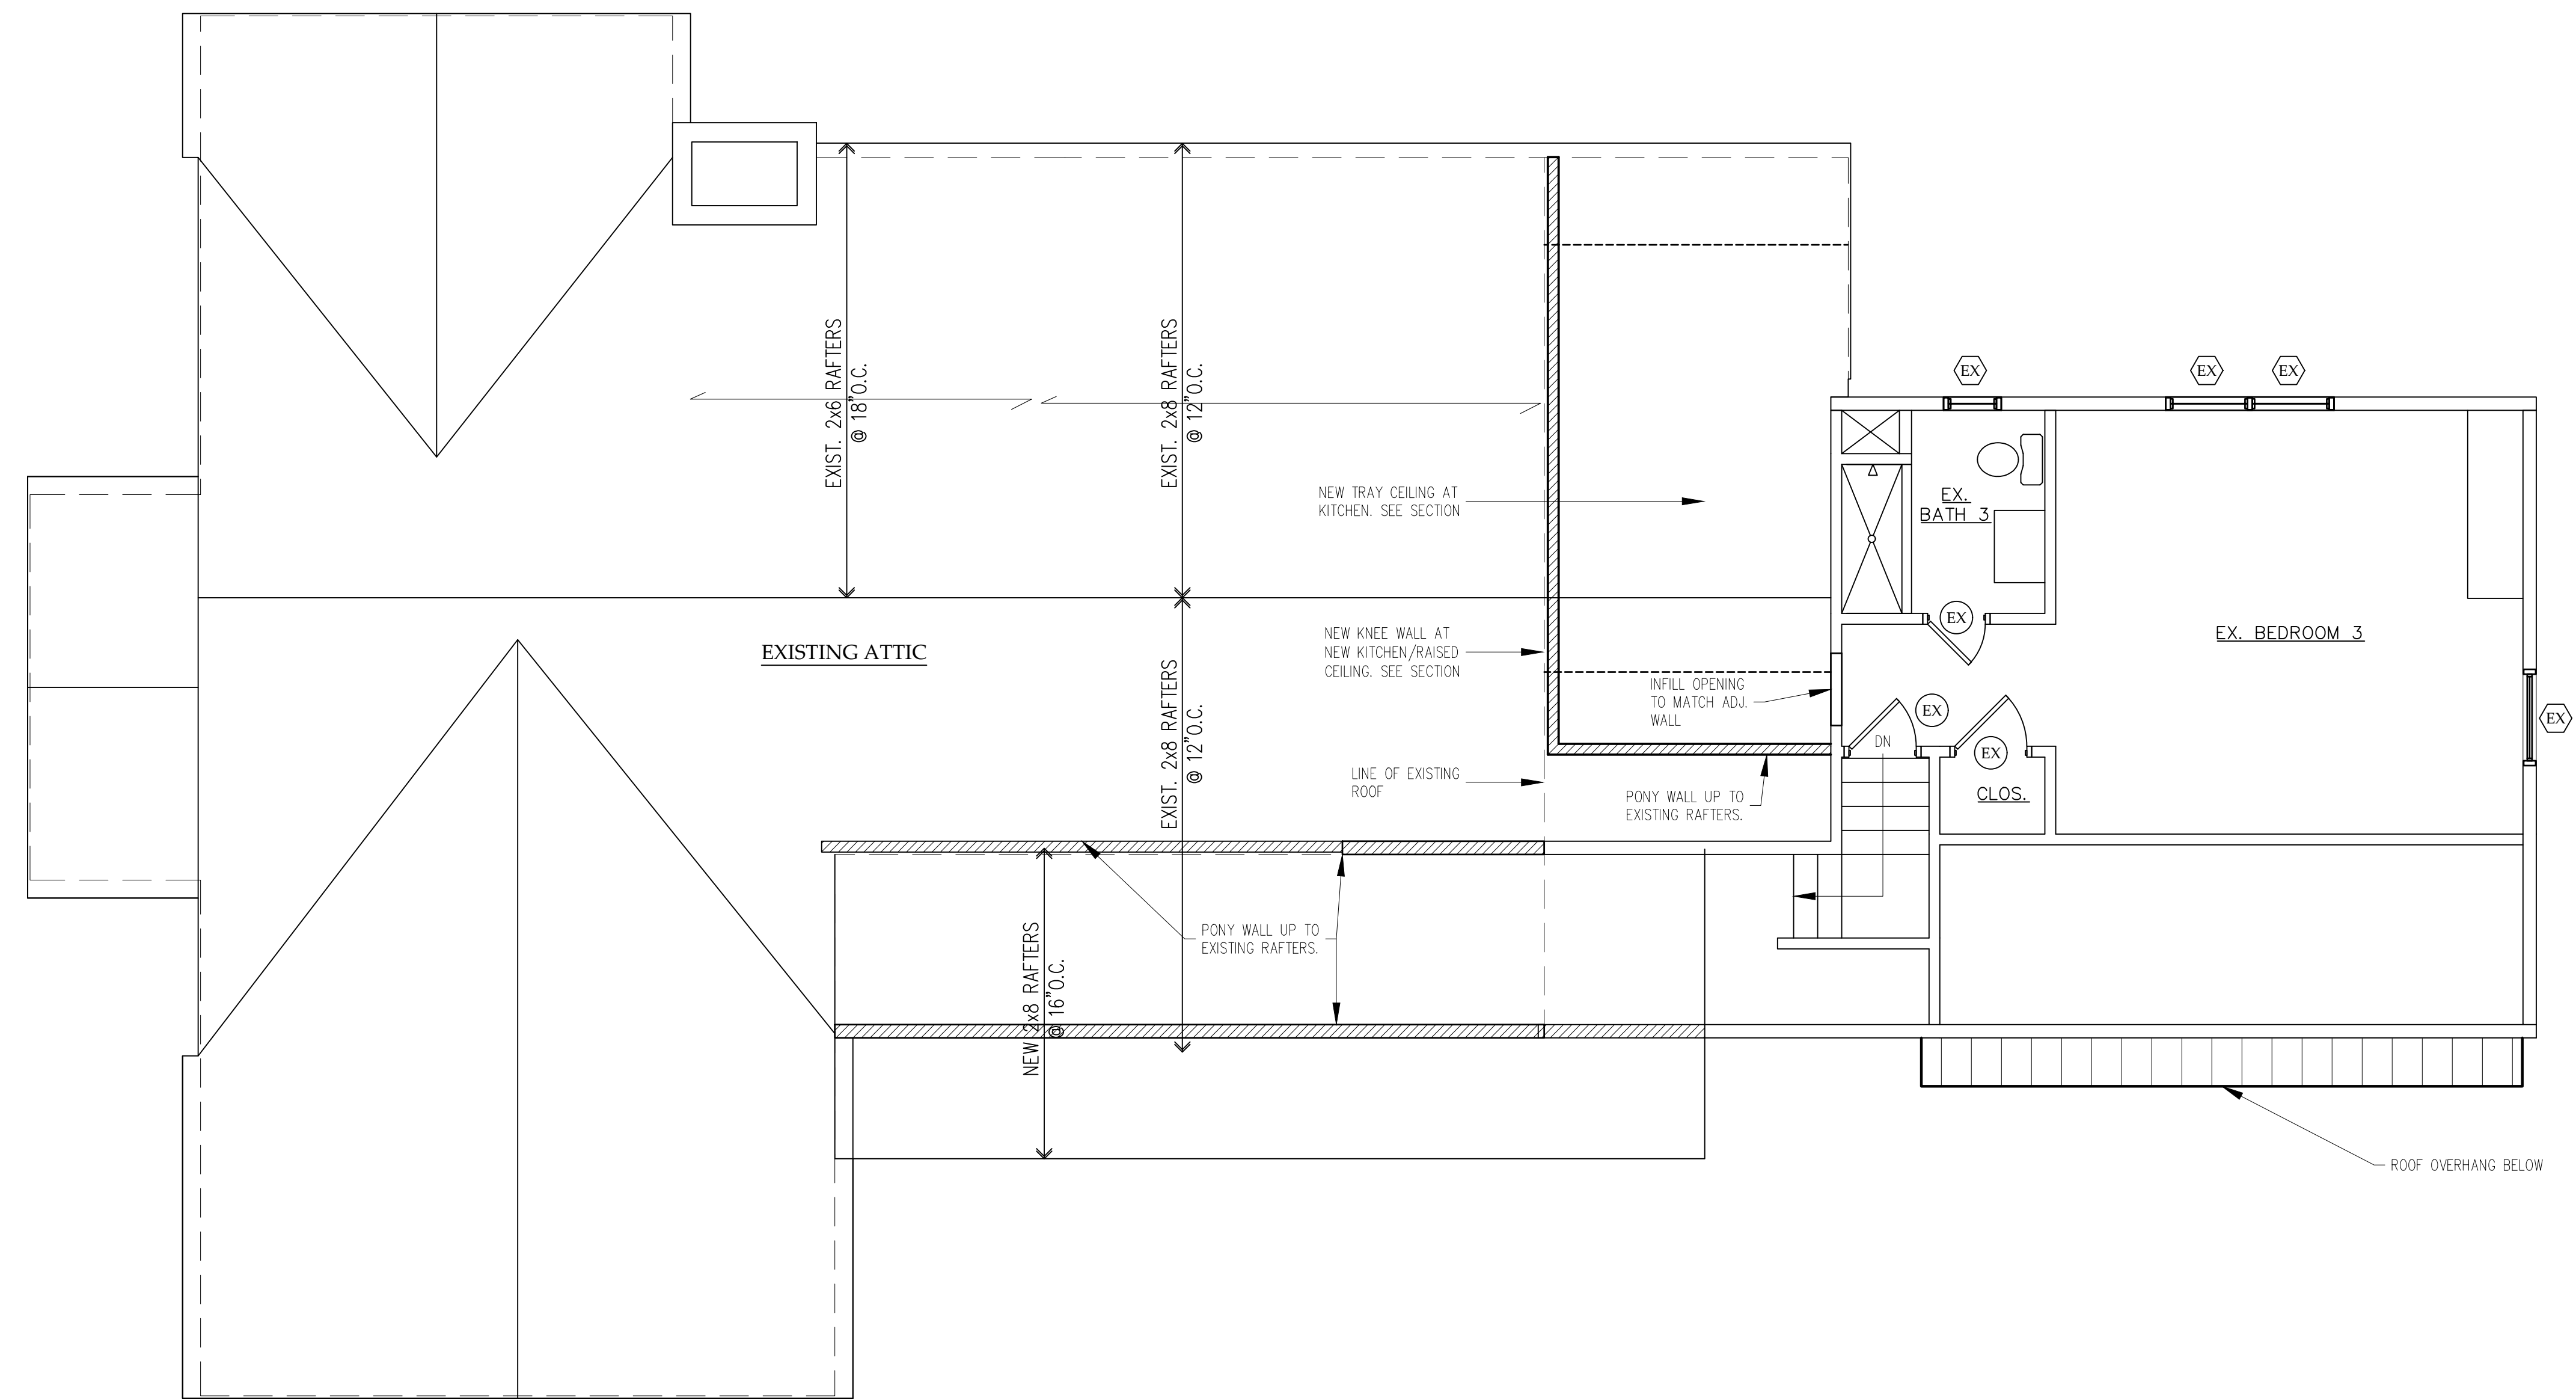 EXIST. 2x6 RAFTERS
@ 18"O.C.
EXIST. 2x8 RAFTERS
@ 12"O.C.
EX
EX
EX
NEW TRAY CEILING AT
KITCHEN. SEE SECTION
EX.
BATH 3
EX
EX. BEDROOM 3
EXISTING ATTIC
NEW KNEE WALL AT
NEW KITCHEN/RAISED
CEILING. SEE SECTION
EXIST. 2x8 RAFTERS
@ 12"O.C.
INFILL OPENING
TO MATCH ADJ.
WALL
EX
EX
DN
EX
CLOS.
LINE OF EXISTING
ROOF
PONY WALL UP TO
EXISTING RAFTERS.
PONY WALL UP TO
EXISTING RAFTERS.
NEW 2x8 RAFTERS
@ 16"O.C.
ROOF OVERHANG BELOW